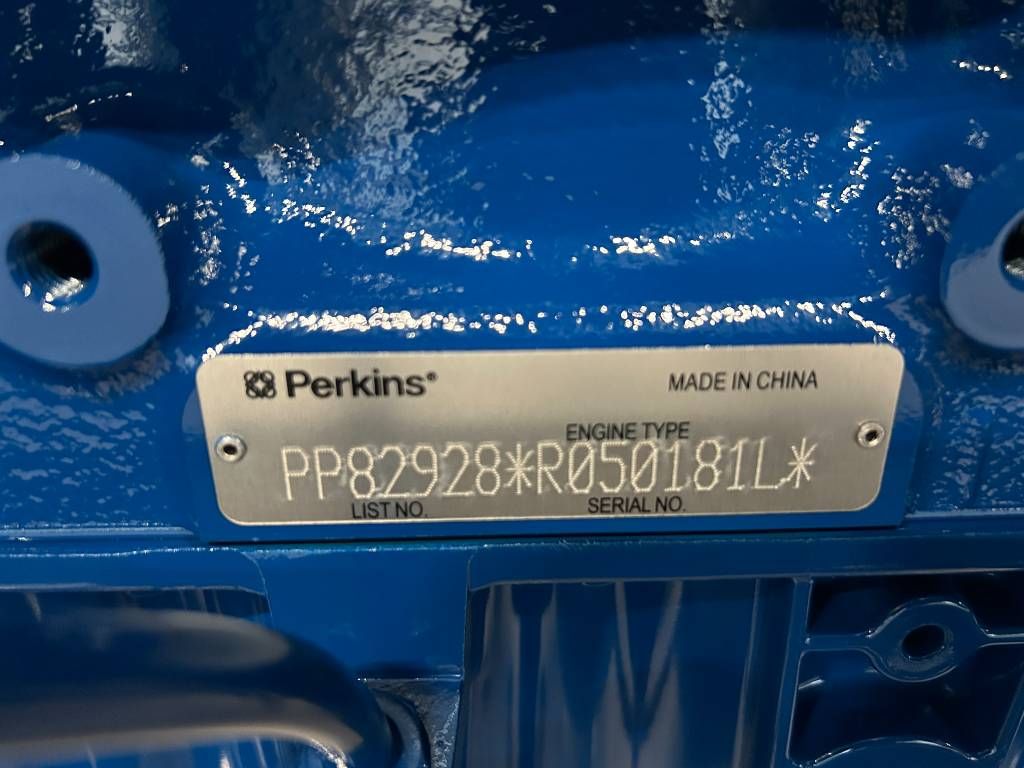 Perkins®
MADE IN CHINA
ENGINE TYPE
PP82928*R050181L*
LIST NO.
SERIAL NO.